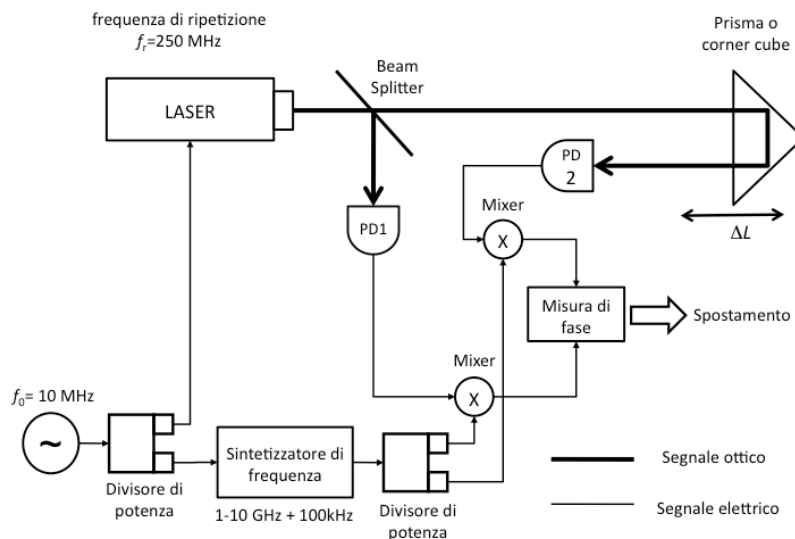 frequenza di ripetizione
fr=250 MHz
LASER
Beam
Splitter
Prisma o
corner cube
PD
2
PD1
Mixer
X
ΔL
Misura di
fase
Spostamento
Mixer
X
f0= 10 MHz
~
Divisore di
potenza
Sintetizzatore di
frequenza
1-10 GHz + 100kHz
Divisore di
potenza
Segnale ottico
Segnale elettrico